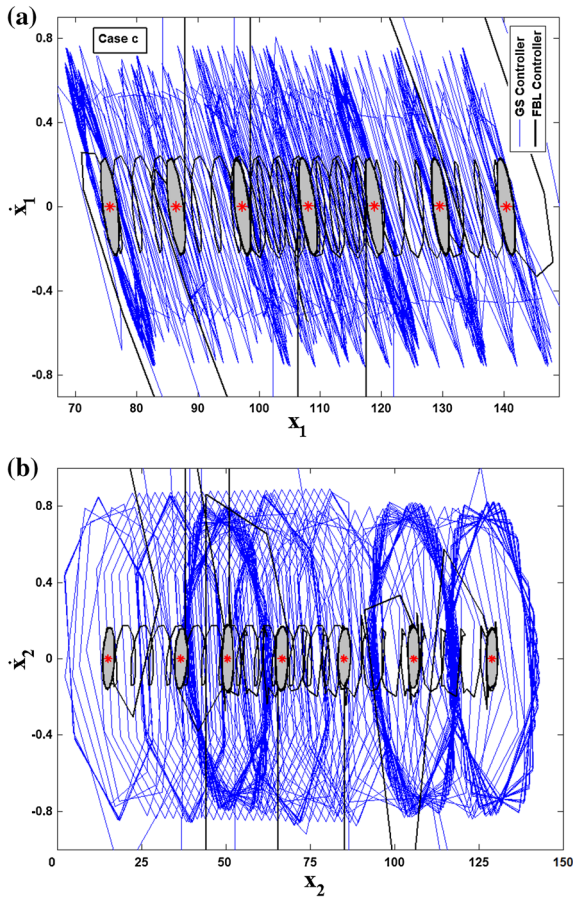 (a)
Case c
GS Controller
FBL Controller
0.8
0.4
0
-0.4
-0.8
ẋ1
70 80 90 100 110 120 130 140
x1
(b)
0.8
0.4
0
-0.4
-0.8
ẋ2
0 25 50 75 100 125 150
x2